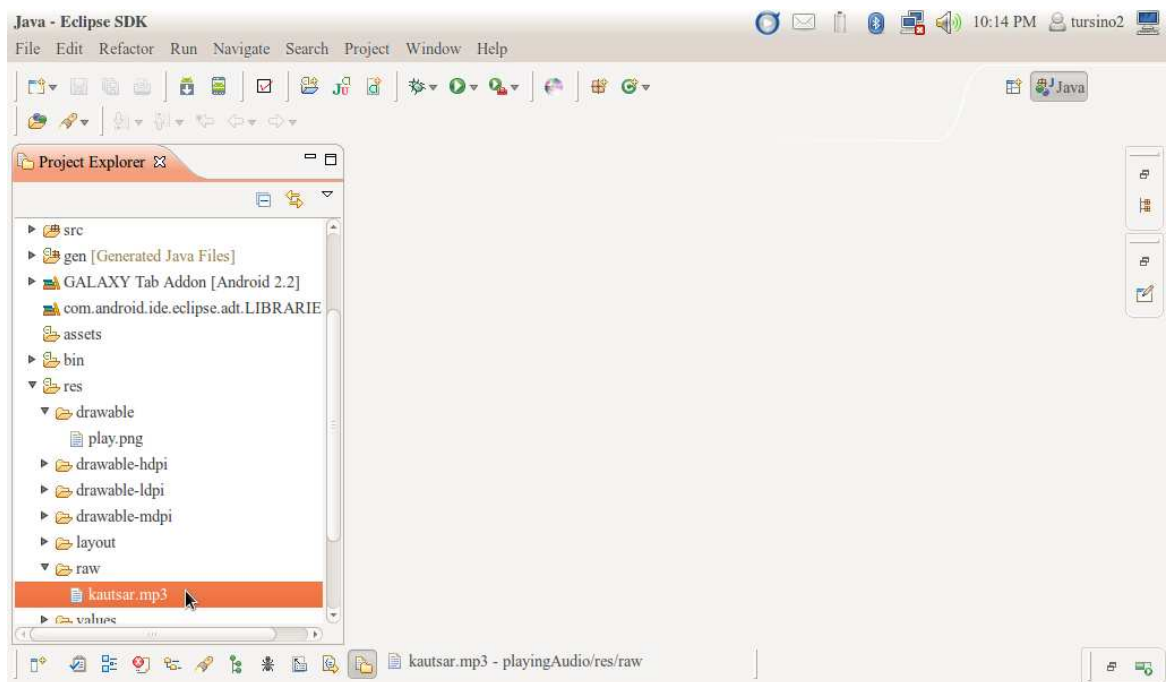 Java - Eclipse SDK
10:14 PM tursino2
File Edit Refactor Run Navigate Search Project Window Help
Java
Project Explorer
src
gen [Generated Java Files]
GALAXY Tab Addon [Android 2.2]
com.android.ide.eclipse.adt.LIBRARIE
assets
bin
res
drawable
play.png
drawable-hdpi
drawable-ldpi
drawable-mdpi
layout
raw
kautsar.mp3
values
kautsar.mp3 - playingAudio/res/raw